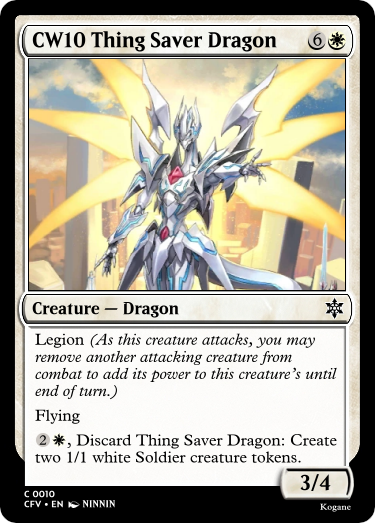 CW10 Thing Saver Dragon 6
Creature — Dragon
Legion (As this creature attacks, you may
remove another attacking creature from
combat to add its power to this creature's until
end of turn.)
Flying
2, Discard Thing Saver Dragon: Create
two 1/1 white Soldier creature tokens.
3/4
C 0010
CFV • EN NINNIN
Kogane